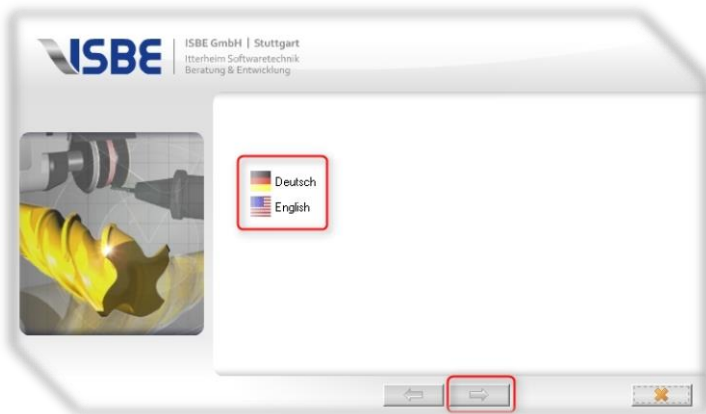 ISBE
ISBE GmbH | Stuttgart
Itterheim Softwaretechnik
Beratung & Entwicklung
Deutsch
English